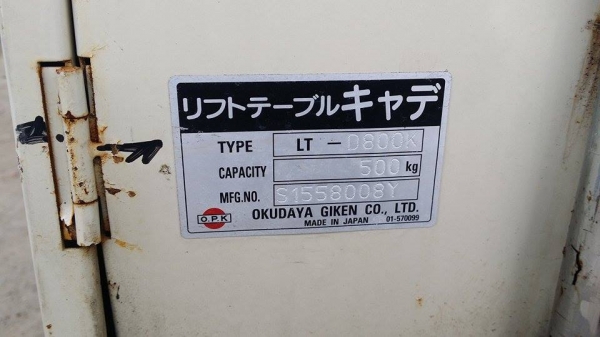 リフトテーブルキャデ
TYPE LT-D800K
CAPACITY 500 kg
MFG.NO. S1558008Y
O.P.K OKUDAYA GIKEN CO., LTD.
MADE IN JAPAN 01-570099